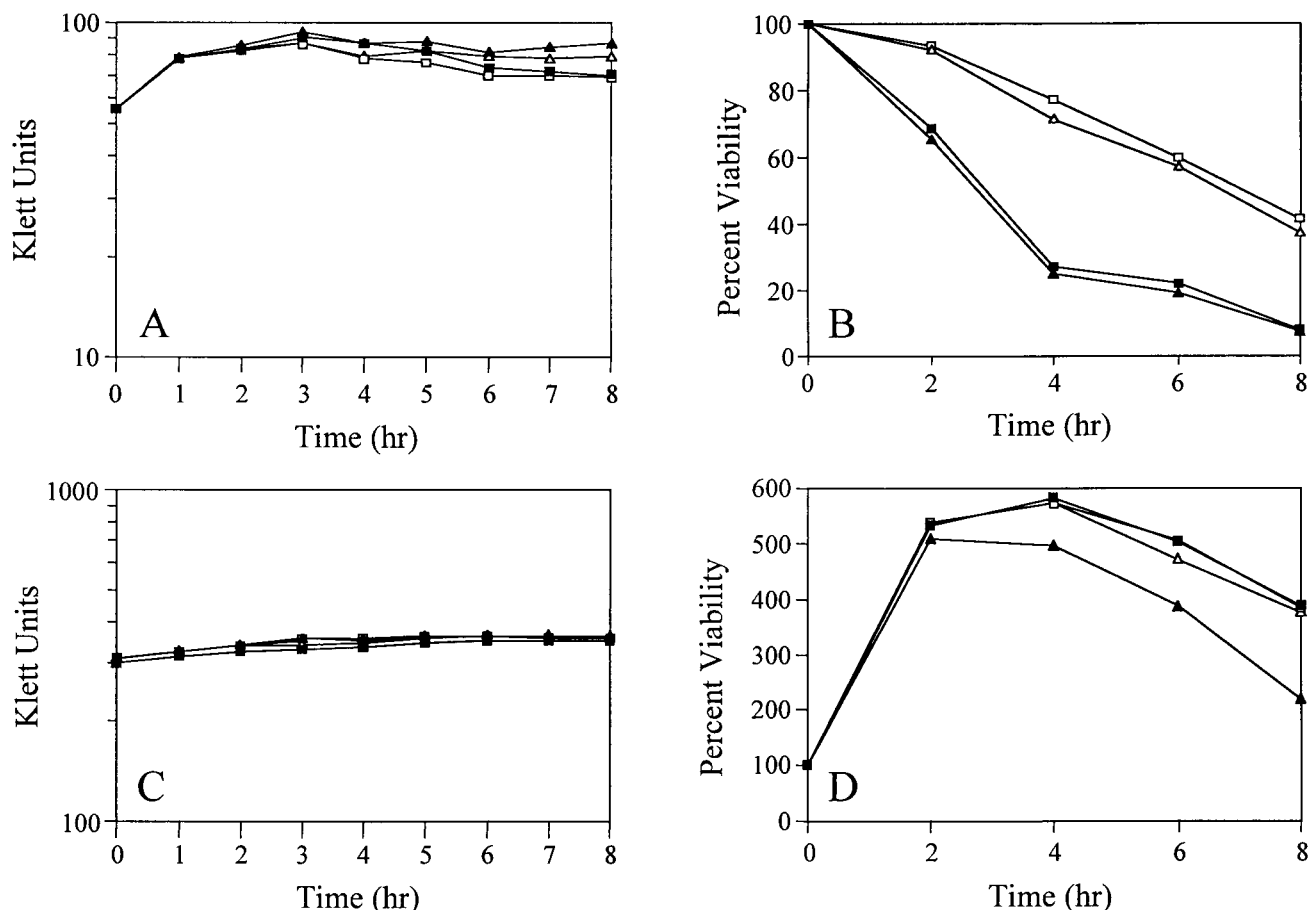 100
10
Klett Units
A
0 1 2 3 4 5 6 7 8
Time (hr)
100
80
60
40
20
0
Percent Viability
B
0 2 4 6 8
Time (hr)
1000
100
Klett Units
C
0 1 2 3 4 5 6 7 8
Time (hr)
600
500
400
300
200
100
0
Percent Viability
D
0 2 4 6 8
Time (hr)